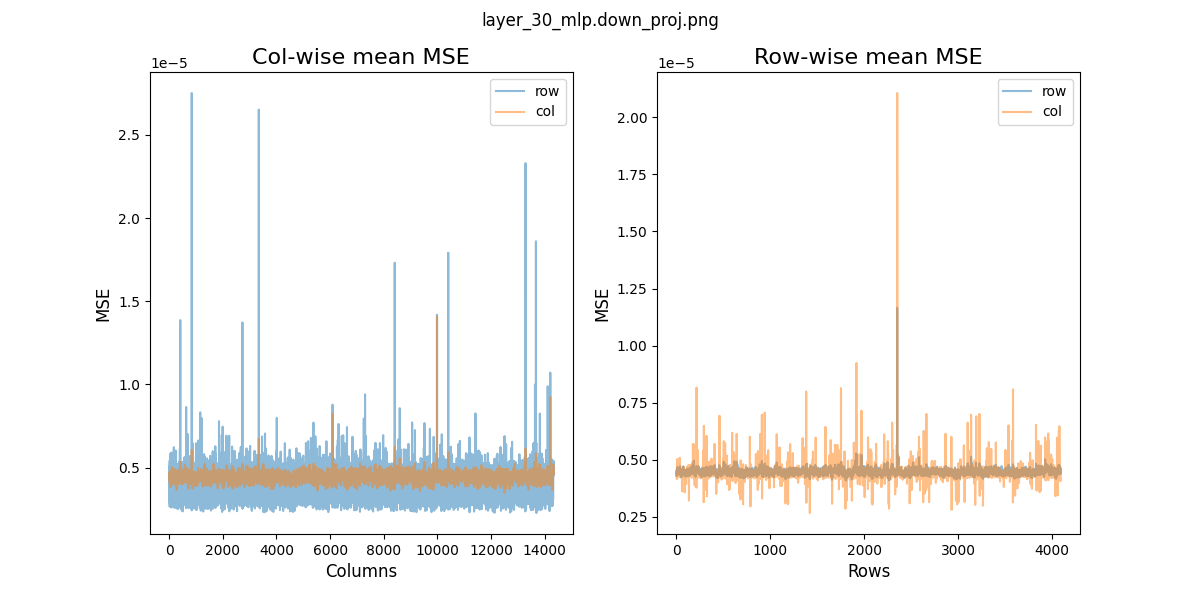 layer_30_mlp.down_proj.png
Col-wise mean MSE
1e−5
row
col
2.5
2.0
1.5
1.0
0.5
MSE
0 2000 4000 6000 8000 10000 12000 14000
Columns
Row-wise mean MSE
1e−5
row
col
2.00
1.75
1.50
1.25
1.00
0.75
0.50
0.25
MSE
0 1000 2000 3000 4000
Rows